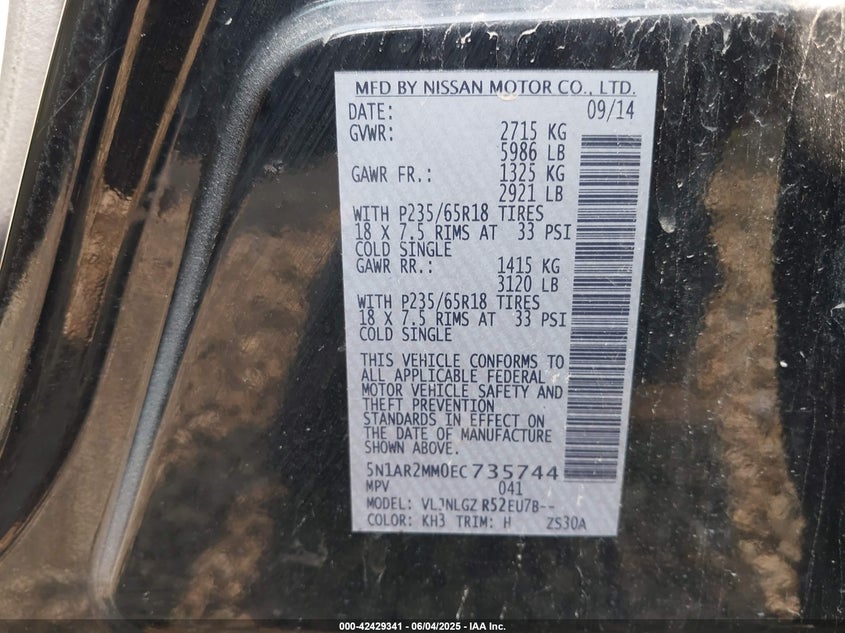 MFD BY NISSAN MOTOR CO., LTD.
DATE: 09/14
GVWR: 2715 KG
5986 LB
GAWR FR.: 1325 KG
2921 LB
WITH P235/65R18 TIRES
18 X 7.5 RIMS AT 33 PSI
COLD SINGLE
GAWR RR.: 1415 KG
3120 LB
WITH P235/65R18 TIRES
18 X 7.5 RIMS AT 33 PSI
COLD SINGLE
THIS VEHICLE CONFORMS TO
ALL APPLICABLE FEDERAL
MOTOR VEHICLE SAFETY AND
THEFT PREVENTION
STANDARDS IN EFFECT ON
THE DATE OF MANUFACTURE
SHOWN ABOVE.
5N1AR2MM0EC735744
MPV 041
MODEL: R52EU7B--
COLOR: KH3 TRIM: H ZS30A
000-42429341 - 06/04/2025 - IAA Inc.